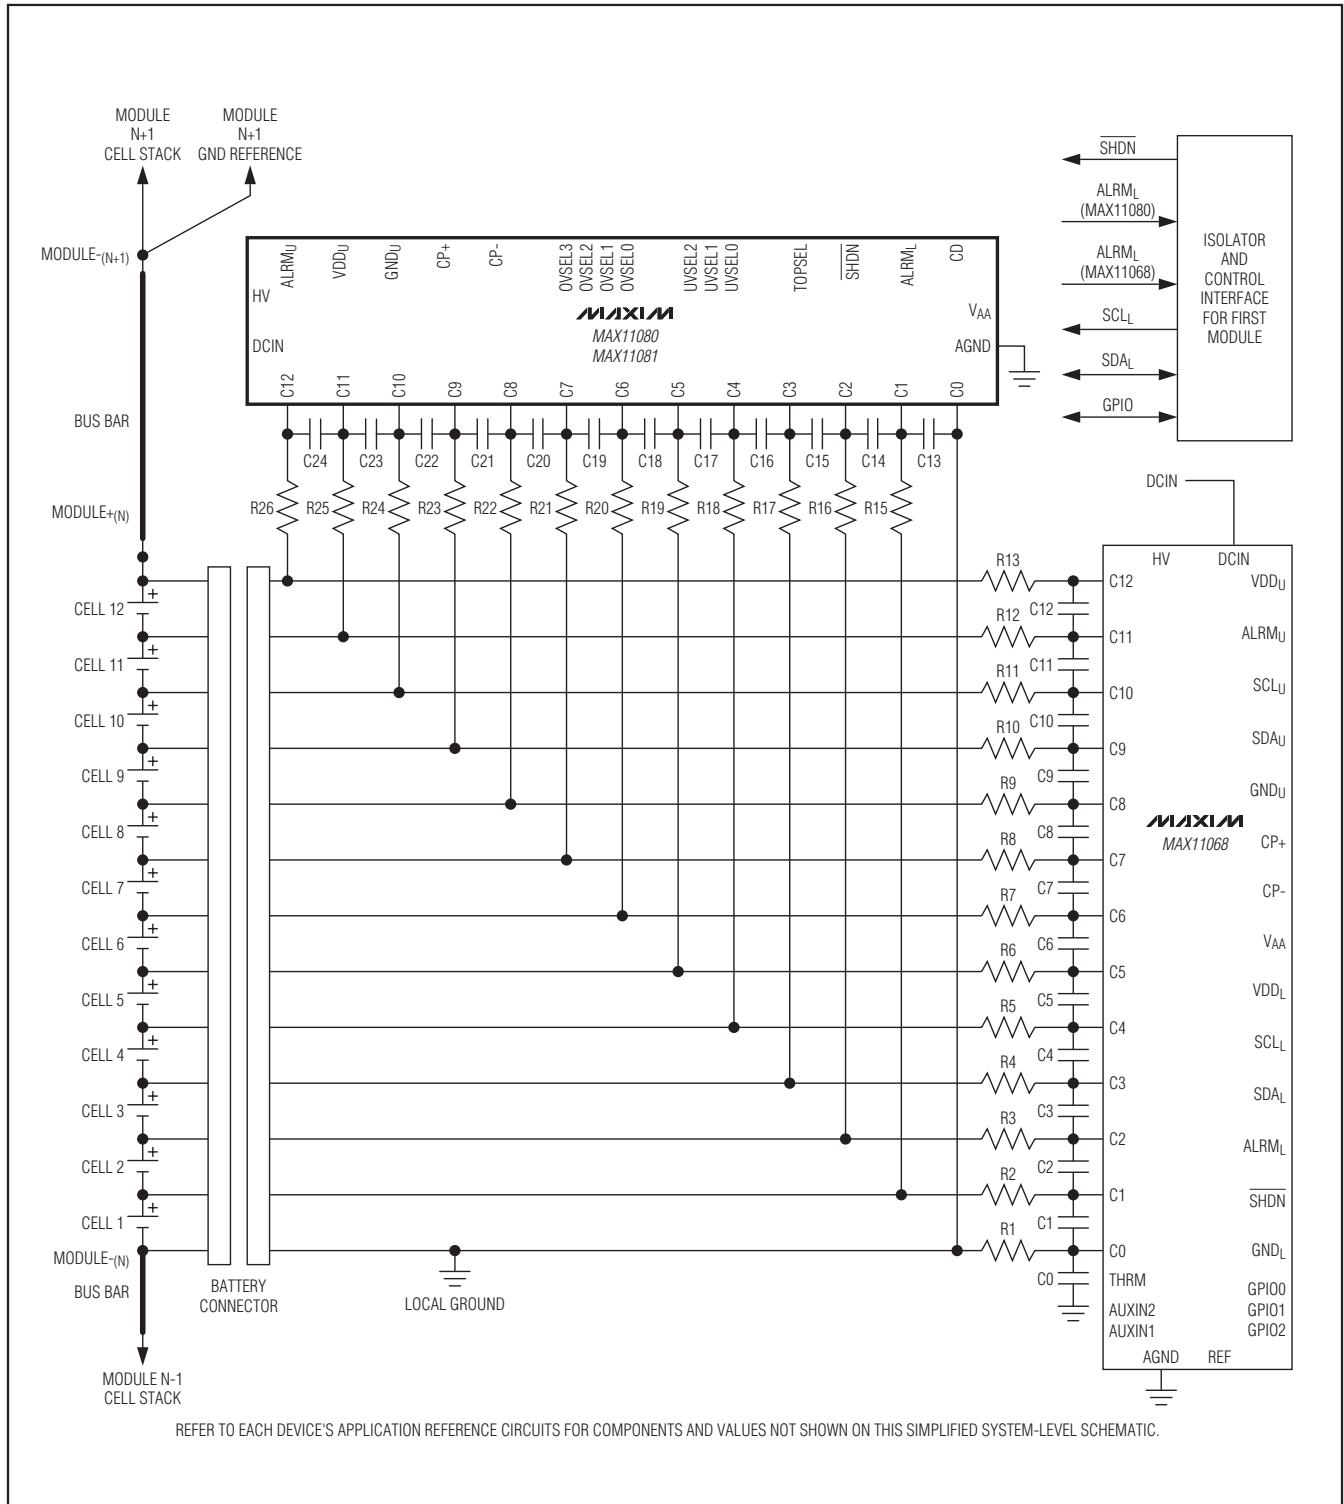 MODULE
N+1
CELL STACK
MODULE
N+1
GND REFERENCE
MODULE-(N+1)
BUS BAR
MODULE+(N)
HV
DCIN
ALRMU
VDDU
GNDU
CP+
CP-
OVSEL3
OVSEL2
OVSEL1
OVSEL0
UVSEL2
UVSEL1
UVSEL0
TOPSEL
SHDN
ALRML
CD
VAA
AGND
MAXIM
MAX11080
MAX11081
C12
C11
C10
C9
C8
C7
C6
C5
C4
C3
C2
C1
C0
C24
C23
C22
C21
C20
C19
C18
C17
C16
C15
C14
C13
R26
R25
R24
R23
R22
R21
R20
R19
R18
R17
R16
R15
SHDN
ALRML
(MAX11080)
ALRML
(MAX11068)
SCLL
SDAL
GPIO
ISOLATOR
AND
CONTROL
INTERFACE
FOR FIRST
MODULE
DCIN
+
CELL 12
+
CELL 11
+
CELL 10
+
CELL 9
+
CELL 8
+
CELL 7
+
CELL 6
+
CELL 5
+
CELL 4
+
CELL 3
+
CELL 2
+
CELL 1
MODULE-(N)
BUS BAR
MODULE N-1
CELL STACK
BATTERY
CONNECTOR
LOCAL GROUND
R13
C12
R12
C11
R11
C10
R10
C9
R9
C8
R8
C7
R7
C6
R6
C5
R5
C4
R4
C3
R3
C2
R2
C1
R1
C0
HV
DCIN
C12
C11
C10
C9
C8
C7
C6
C5
C4
C3
C2
C1
C0
THRM
AUXIN2
AUXIN1
MAXIM
MAX11068
VDDU
ALRMU
SCLU
SDAU
GNDU
CP+
CP-
VAA
VDDL
SCLL
SDAL
ALRML
SHDN
GNDL
GPIO0
GPIO1
GPIO2
AGND
REF
REFER TO EACH DEVICE'S APPLICATION REFERENCE CIRCUITS FOR COMPONENTS AND VALUES NOT SHOWN ON THIS SIMPLIFIED SYSTEM-LEVEL SCHEMATIC.